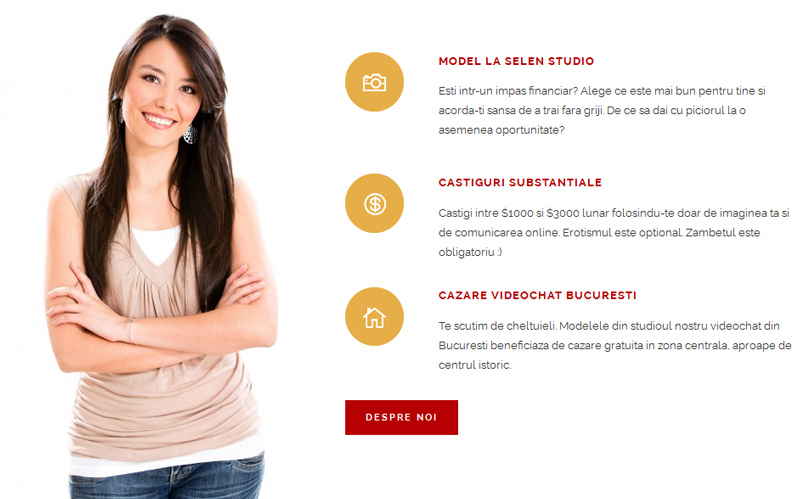 MODEL LA SELEN STUDIO
Esti intr-un impas financiar? Alege ce este mai bun pentru tine si
acorda-ti sansa de a trai fara griji. De ce sa dai cu piciorul la o
asemenea oportunitate?
CASTIGURI SUBSTANTIALE
Castigi intre $1000 si $3000 lunar folosindu-te doar de imaginea ta si
de comunicarea online. Erotismul este optional. Zambetul este
obligatoriu :)
CAZARE VIDEOCHAT BUCURESTI
Te scutim de cheltuieli. Modelele din studioul nostru videochat din
Bucuresti beneficiaza de cazare gratuita in zona centrala, aproape de
centrul istoric.
DESPRE NOI